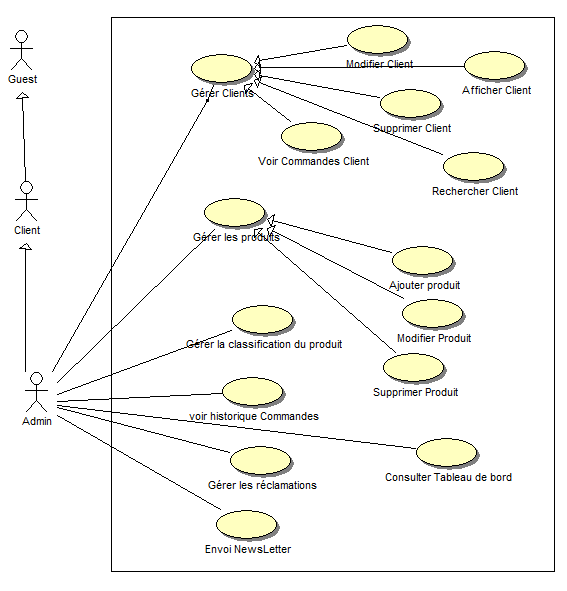 Guest
Client
Admin
Modifier Client
Gérer Clients
Afficher Client
Supprimer Client
Voir Commandes Client
Rechercher Client
Gérer les produits
Ajouter produit
Modifier Produit
Gérer la classification du produit
Supprimer Produit
voir historique Commandes
Consulter Tableau de bord
Gérer les réclamations
Envoi NewsLetter